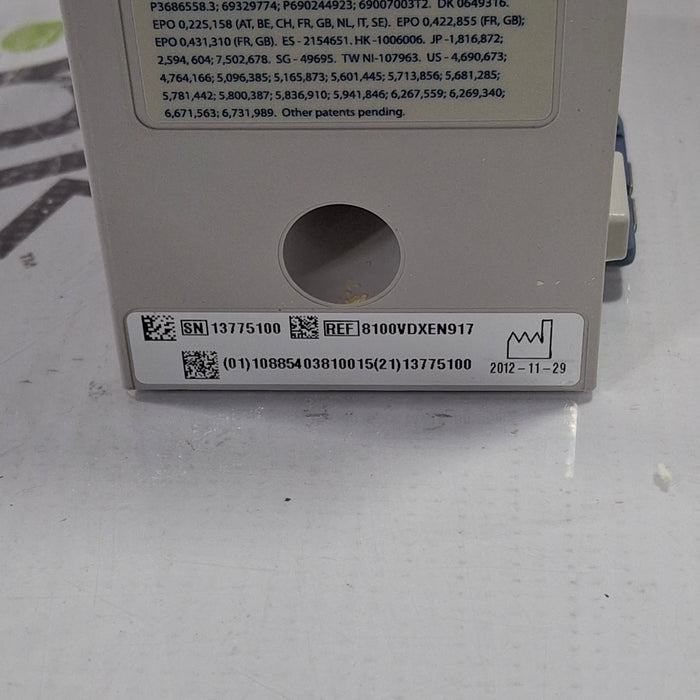 P3686558.3; 69329774; P690244923; 69007003T2. DK 0649316.
EPO 0,225,158 (AT, BE, CH, FR, GB, NL, IT, SE). EPO 0,422,855 (FR, GB);
EPO 0,431,310 (FR, GB). ES - 2154651. HK -1006006. JP -1,816,872;
2,594, 604; 7,502,678. SG - 49695. TW NI-107963. US - 4,690,673;
4,764,166; 5,096,385; 5,165,873; 5,601,445; 5,713,856; 5,681,285;
5,781,442; 5,800,387; 5,836,910; 5,941,846; 6,267,559; 6,269,340;
6,671,563; 6,731,989. Other patents pending.
SN 13775100 REF 8100VDXEN917
(01)10885403810015(21)13775100
2012-11-29
TM